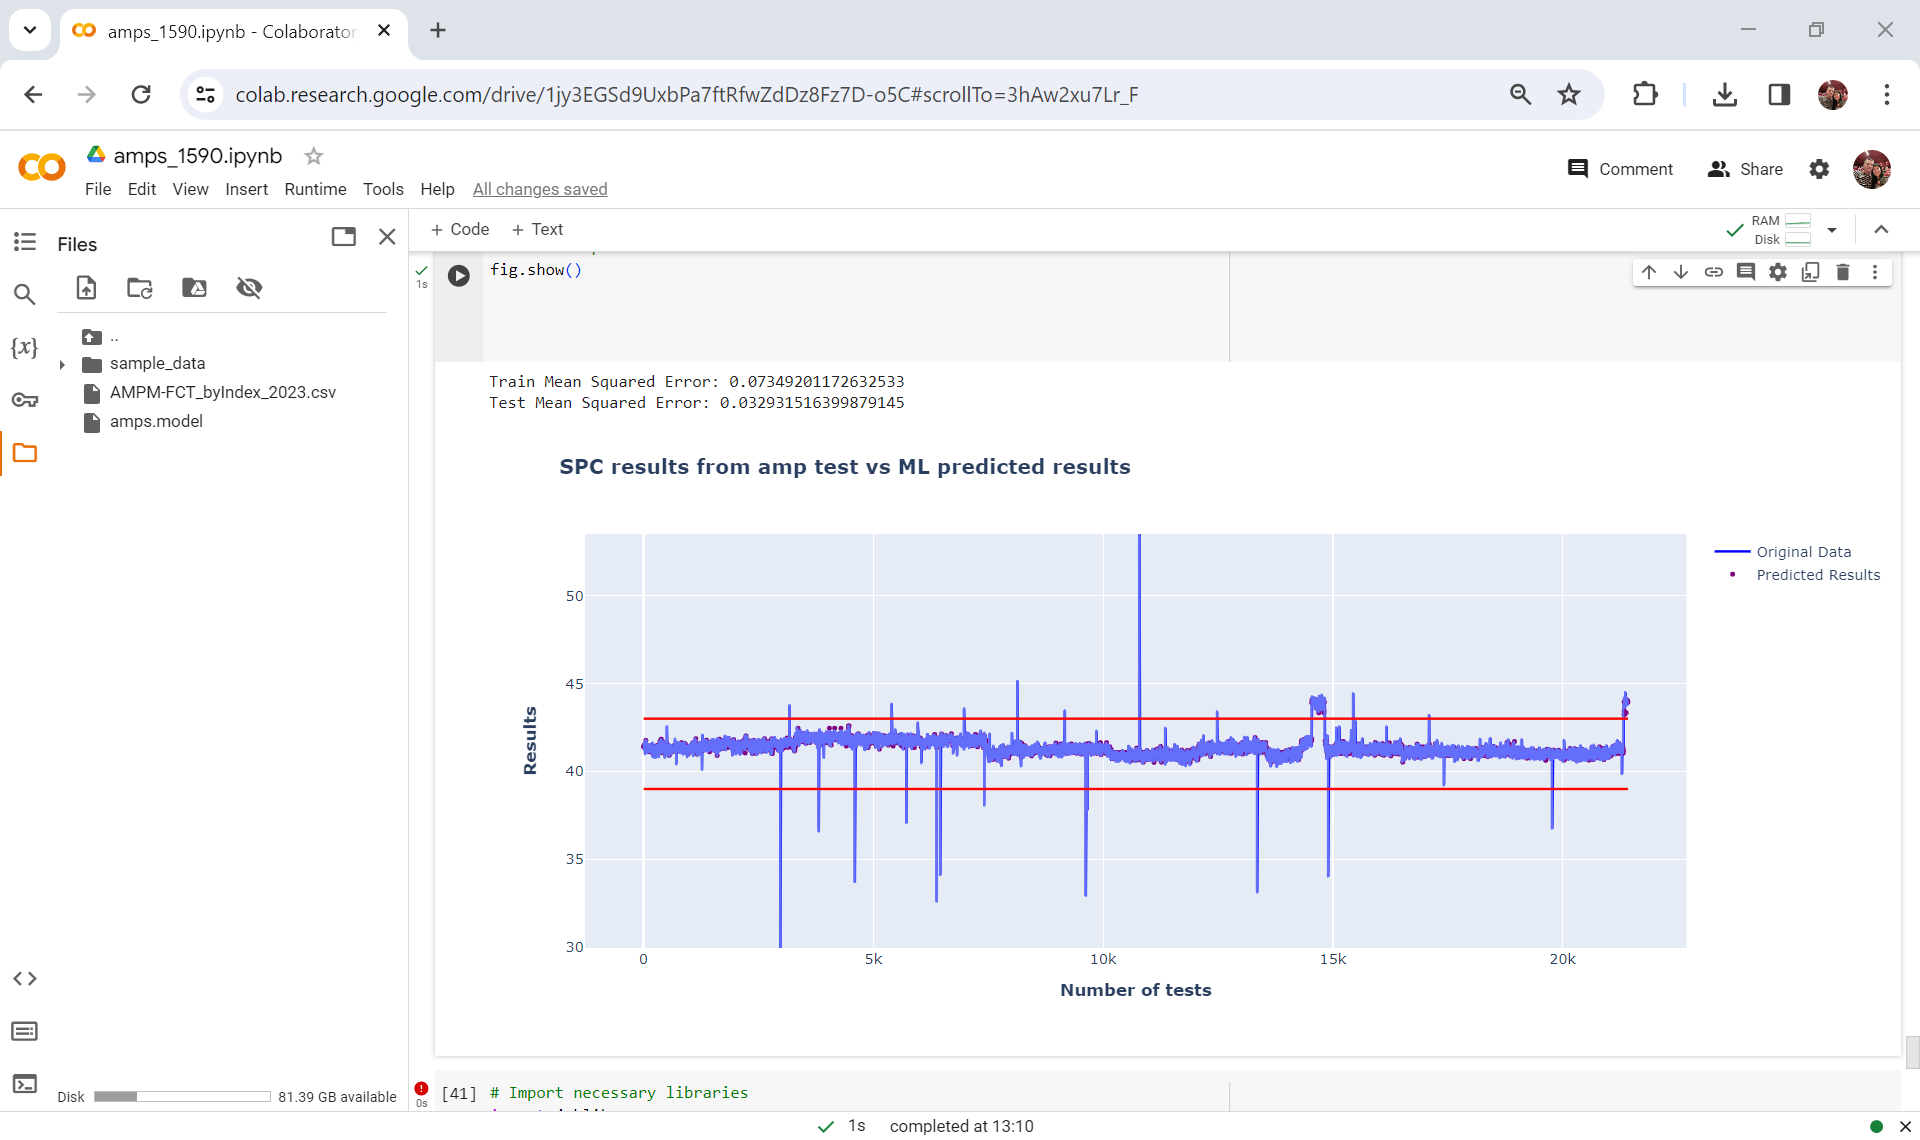 amps_1590.ipynb - Colaborator
colab.research.google.com/drive/1jy3EGSd9UxbPa7ftRfwZdDz8Fz7D-o5C#scrollTo=3hAw2xu7Lr_F
amps_1590.ipynb
File Edit View Insert Runtime Tools Help All changes saved
Comment
Share
+ Code + Text
RAM
Disk
Files
..
sample_data
AMPM-FCT_byIndex_2023.csv
amps.model
{x}
1s
fig.show()
Train Mean Squared Error: 0.07349201172632533
Test Mean Squared Error: 0.032931516399879145
SPC results from amp test vs ML predicted results
Original Data
Predicted Results
50
45
40
35
30
Results
0 5k 10k 15k 20k
Number of tests
Disk 81.39 GB available
0s
[41] # Import necessary libraries
1s completed at 13:10